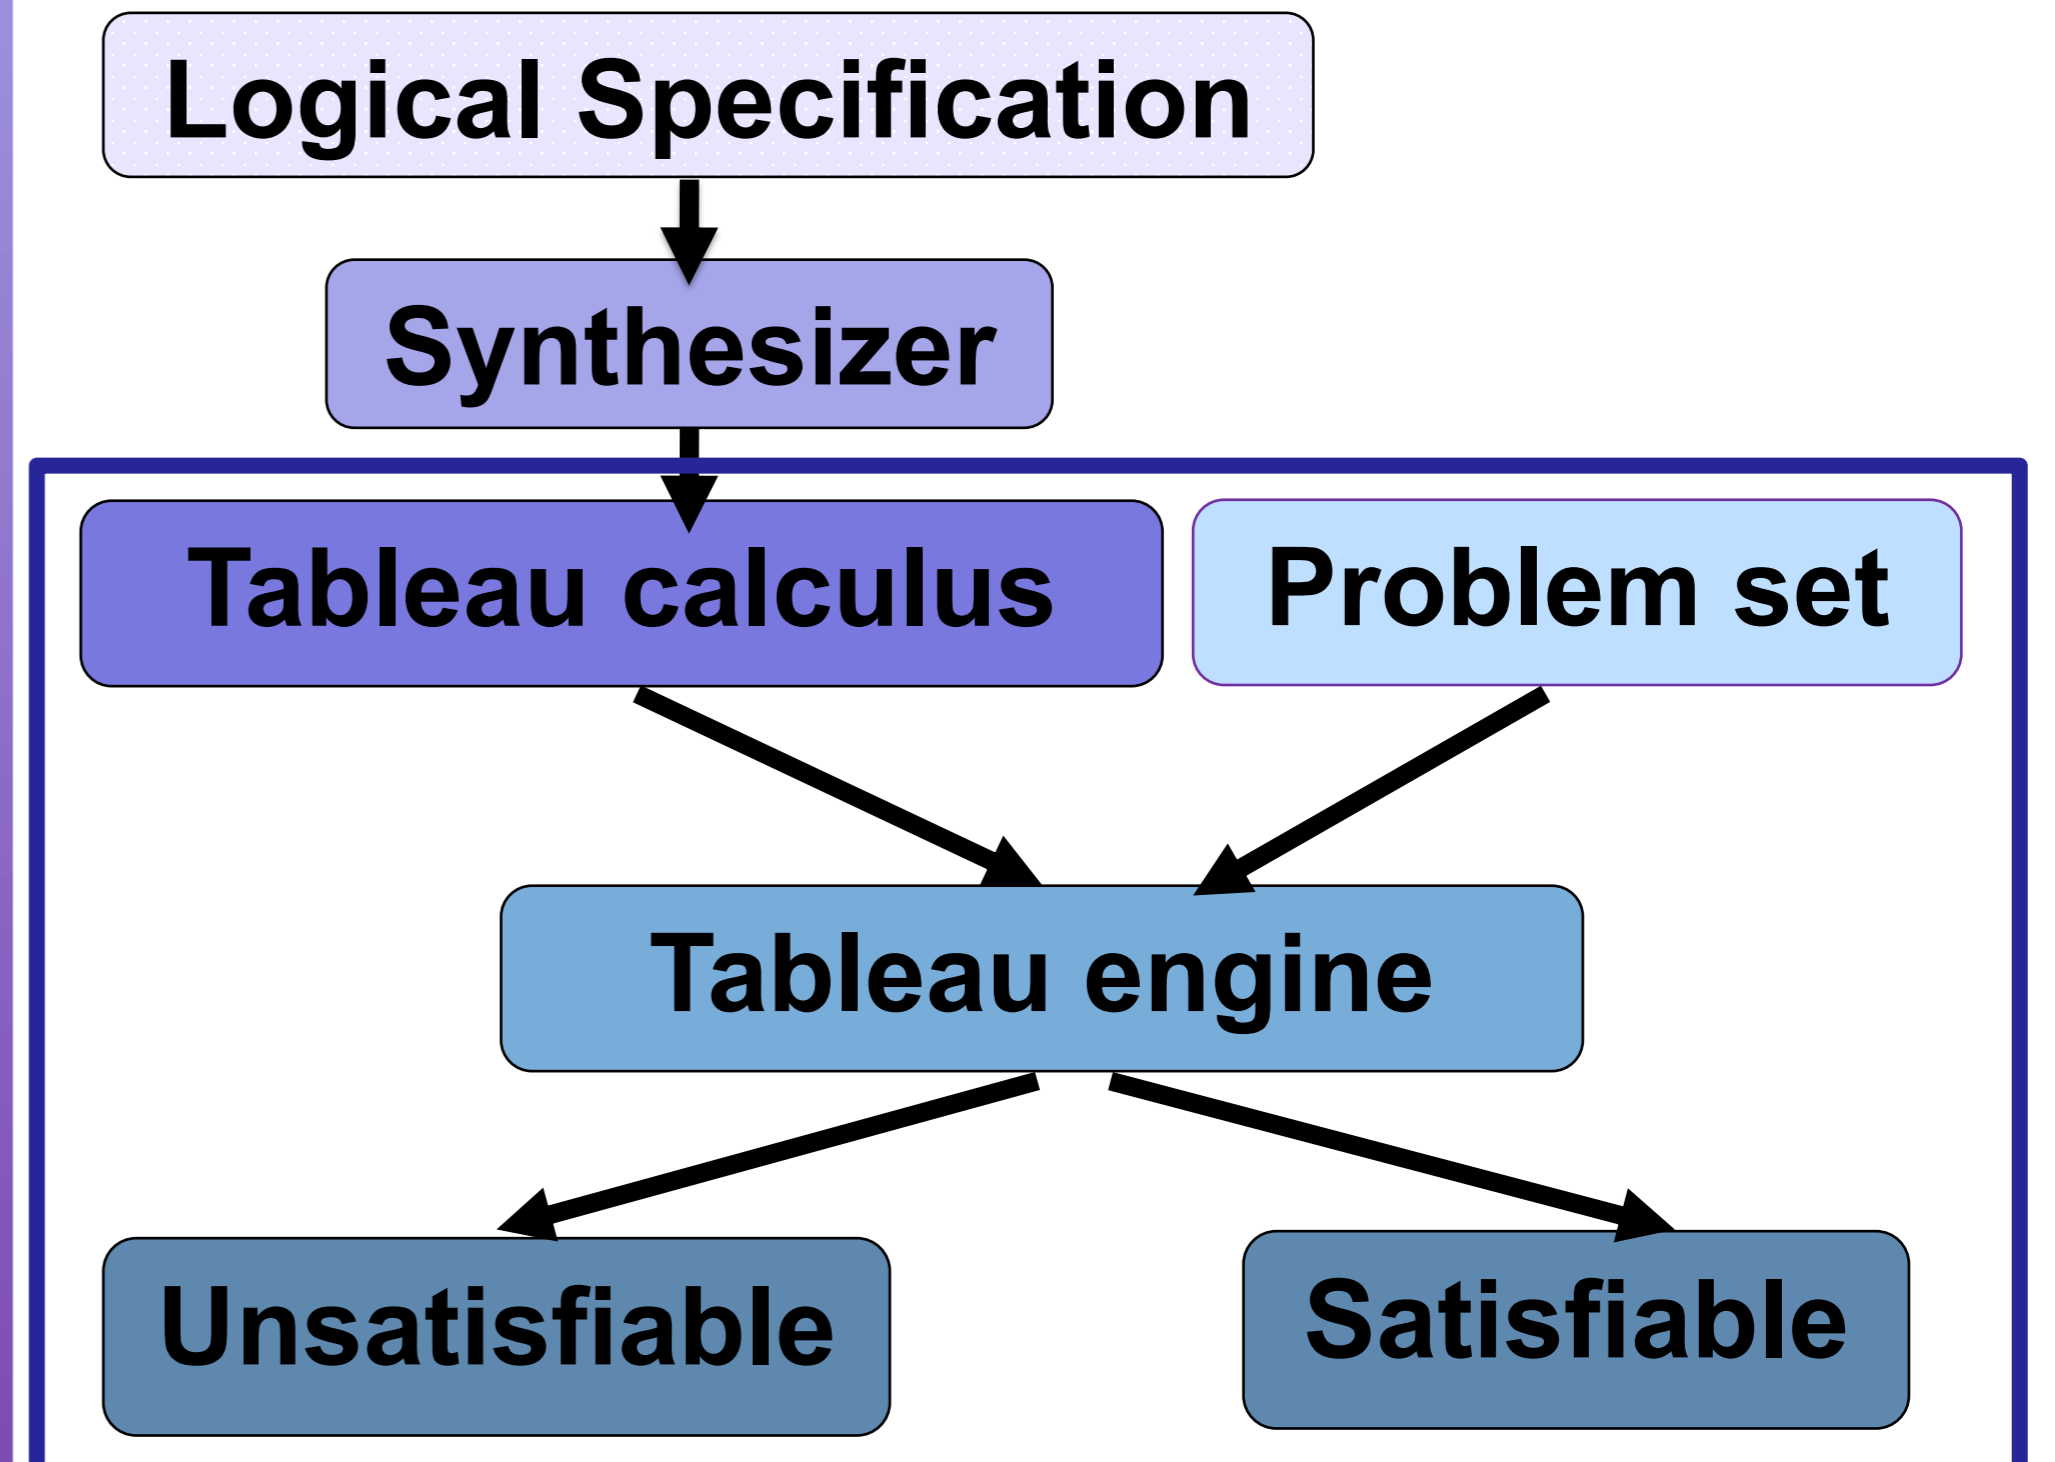 Logical Specification
Synthesizer
Tableau calculus
Problem set
Tableau engine
Unsatisfiable
Satisfiable